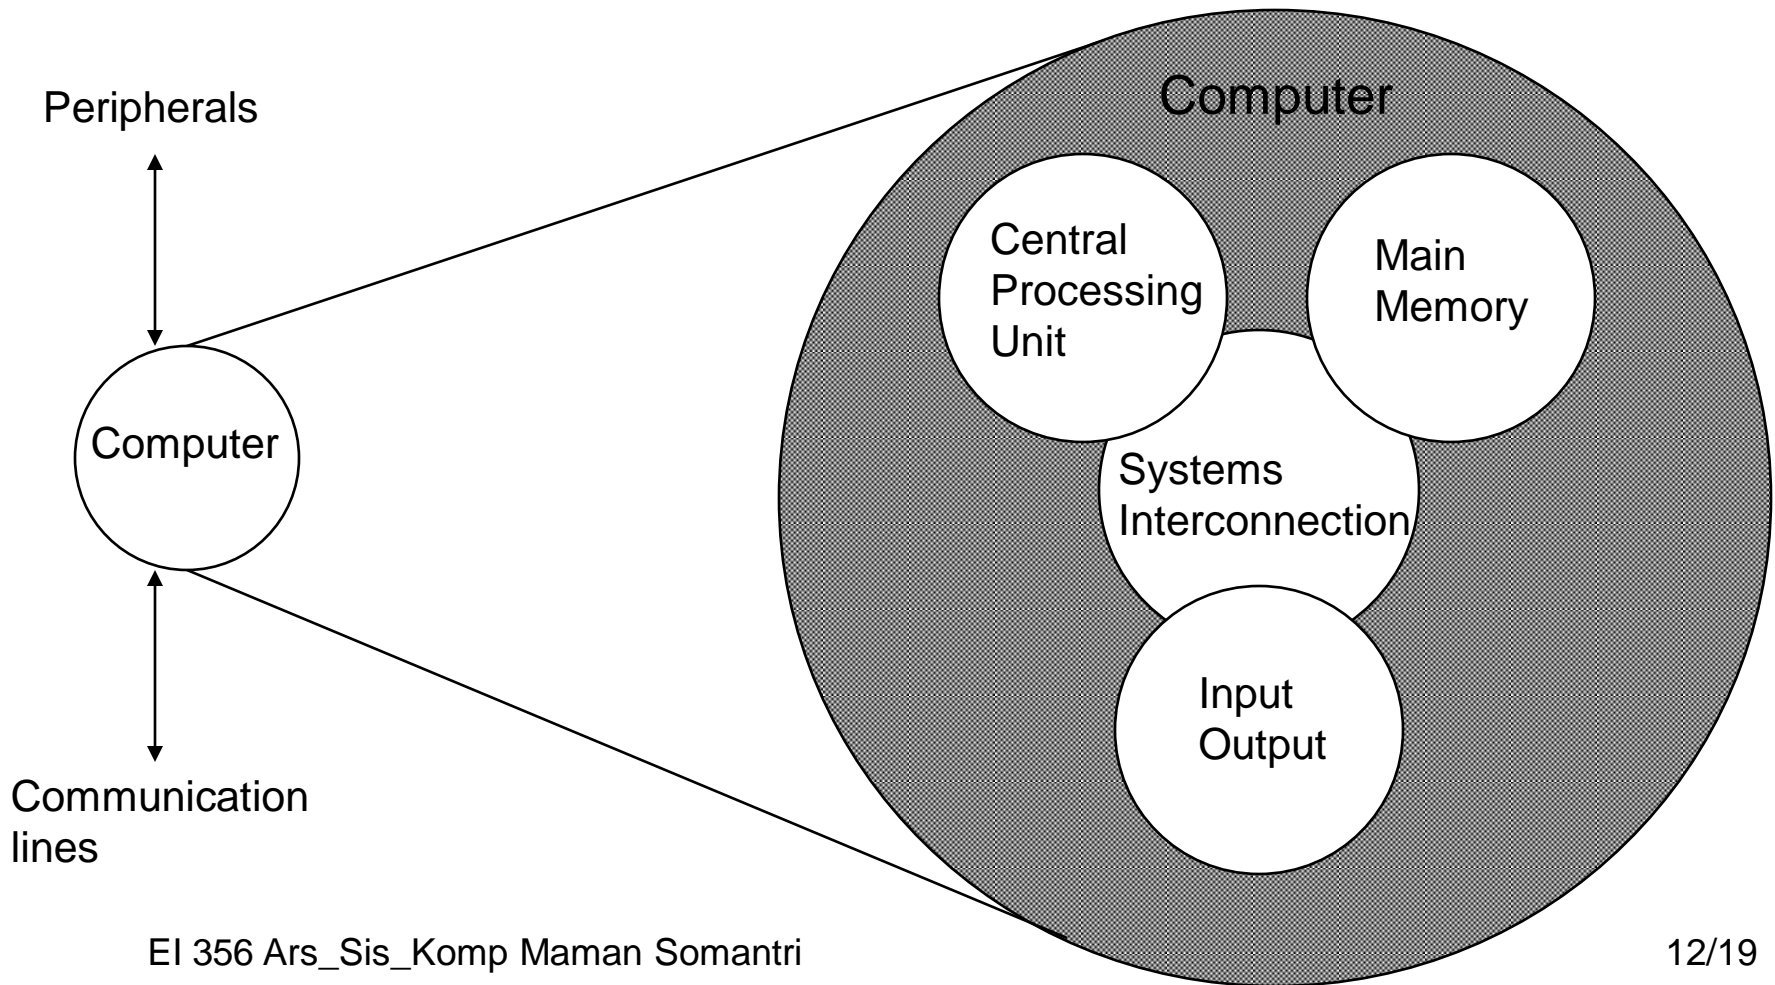 Peripherals
Computer
Communication
lines
Computer
Central
Processing
Unit
Main
Memory
Systems
Interconnection
Input
Output
EI 356 Ars_Sis_Komp Maman Somantri
12/19